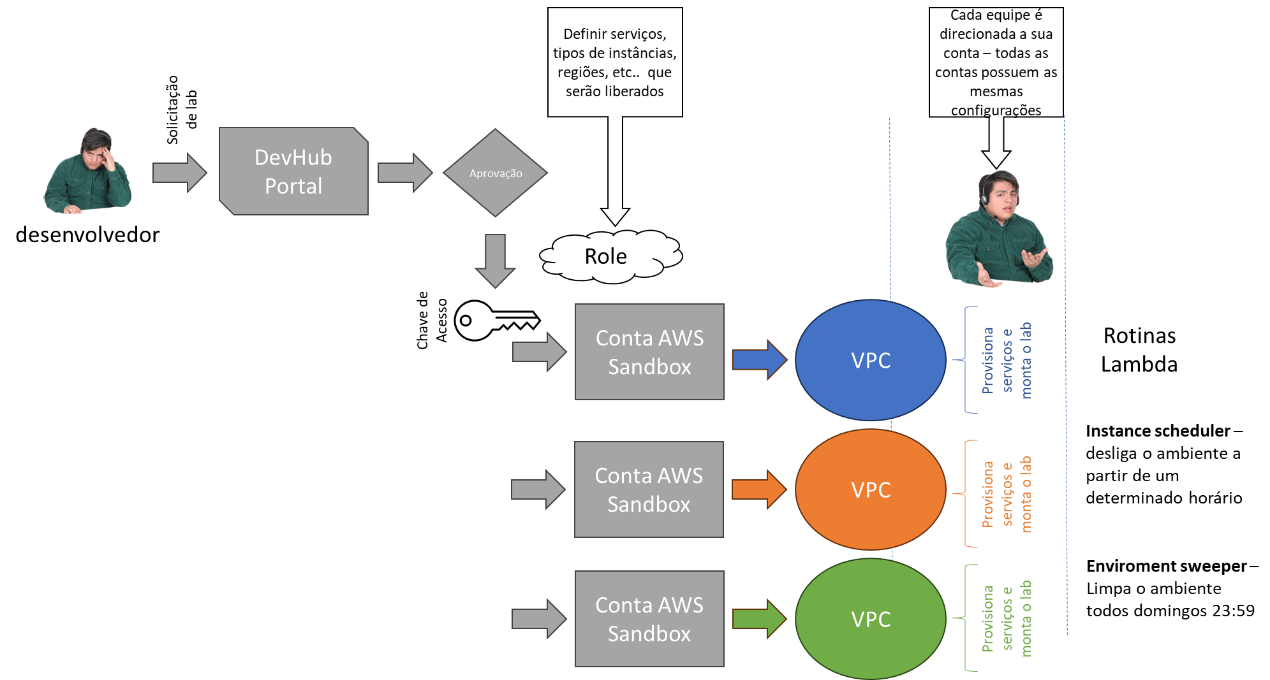 Definir serviços,
tipos de instâncias,
regiões, etc.. que
serão liberados
Cada equipe é
direcionada a sua
conta – todas as
contas possuem as
mesmas
configurações
Solicitação
de lab
DevHub
Portal
Aprovação
desenvolvedor
Role
Chave de
Acesso
Conta AWS
Sandbox
VPC
Provisiona
serviços e
monta o lab
Rotinas
Lambda
Instance scheduler –
desliga o ambiente a
partir de um
determinado horário
Conta AWS
Sandbox
VPC
Provisiona
serviços e
monta o lab
Enviroment sweeper –
Limpa o ambiente
todos domingos 23:59
Conta AWS
Sandbox
VPC
Provisiona
serviços e
monta o lab